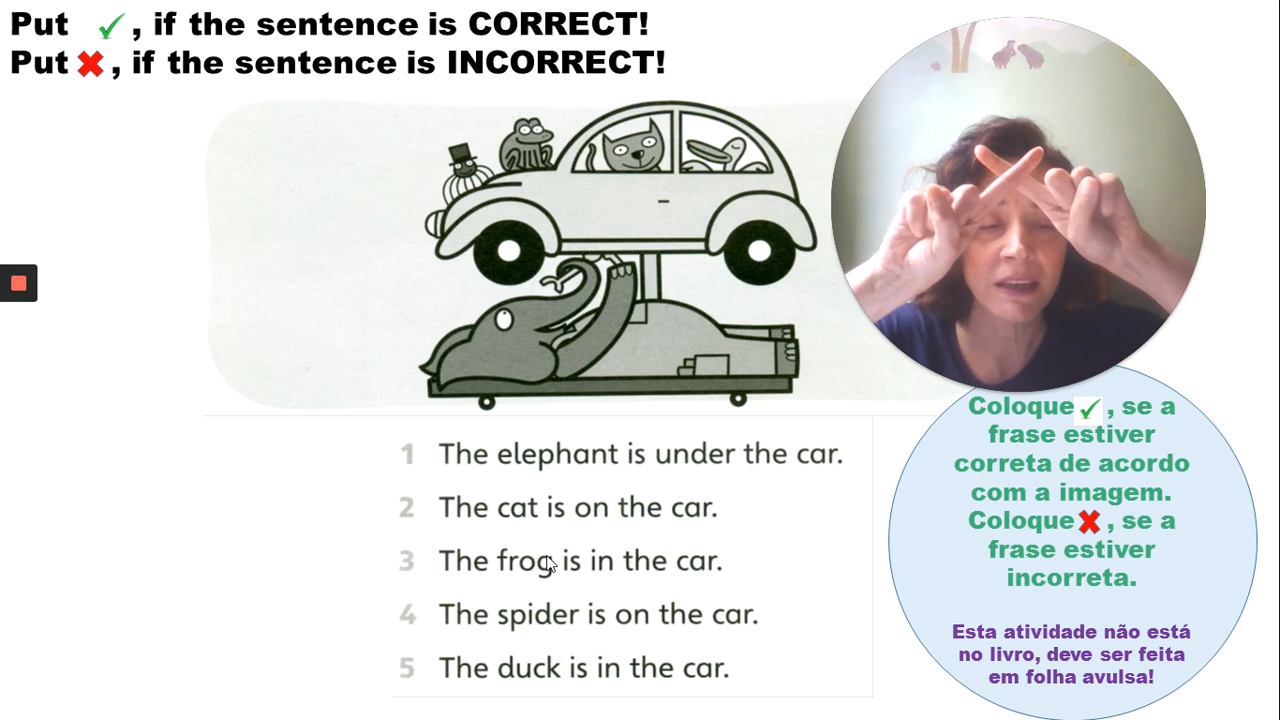 Put ✓, if the sentence is CORRECT!
Put ✗, if the sentence is INCORRECT!
1 The elephant is under the car.
2 The cat is on the car.
3 The frog is in the car.
4 The spider is on the car.
5 The duck is in the car.
Coloque ✓, se a
frase estiver
correta de acordo
com a imagem.
Coloque ✗, se a
frase estiver
incorreta.
Esta atividade não está
no livro, deve ser feita
em folha avulsa!